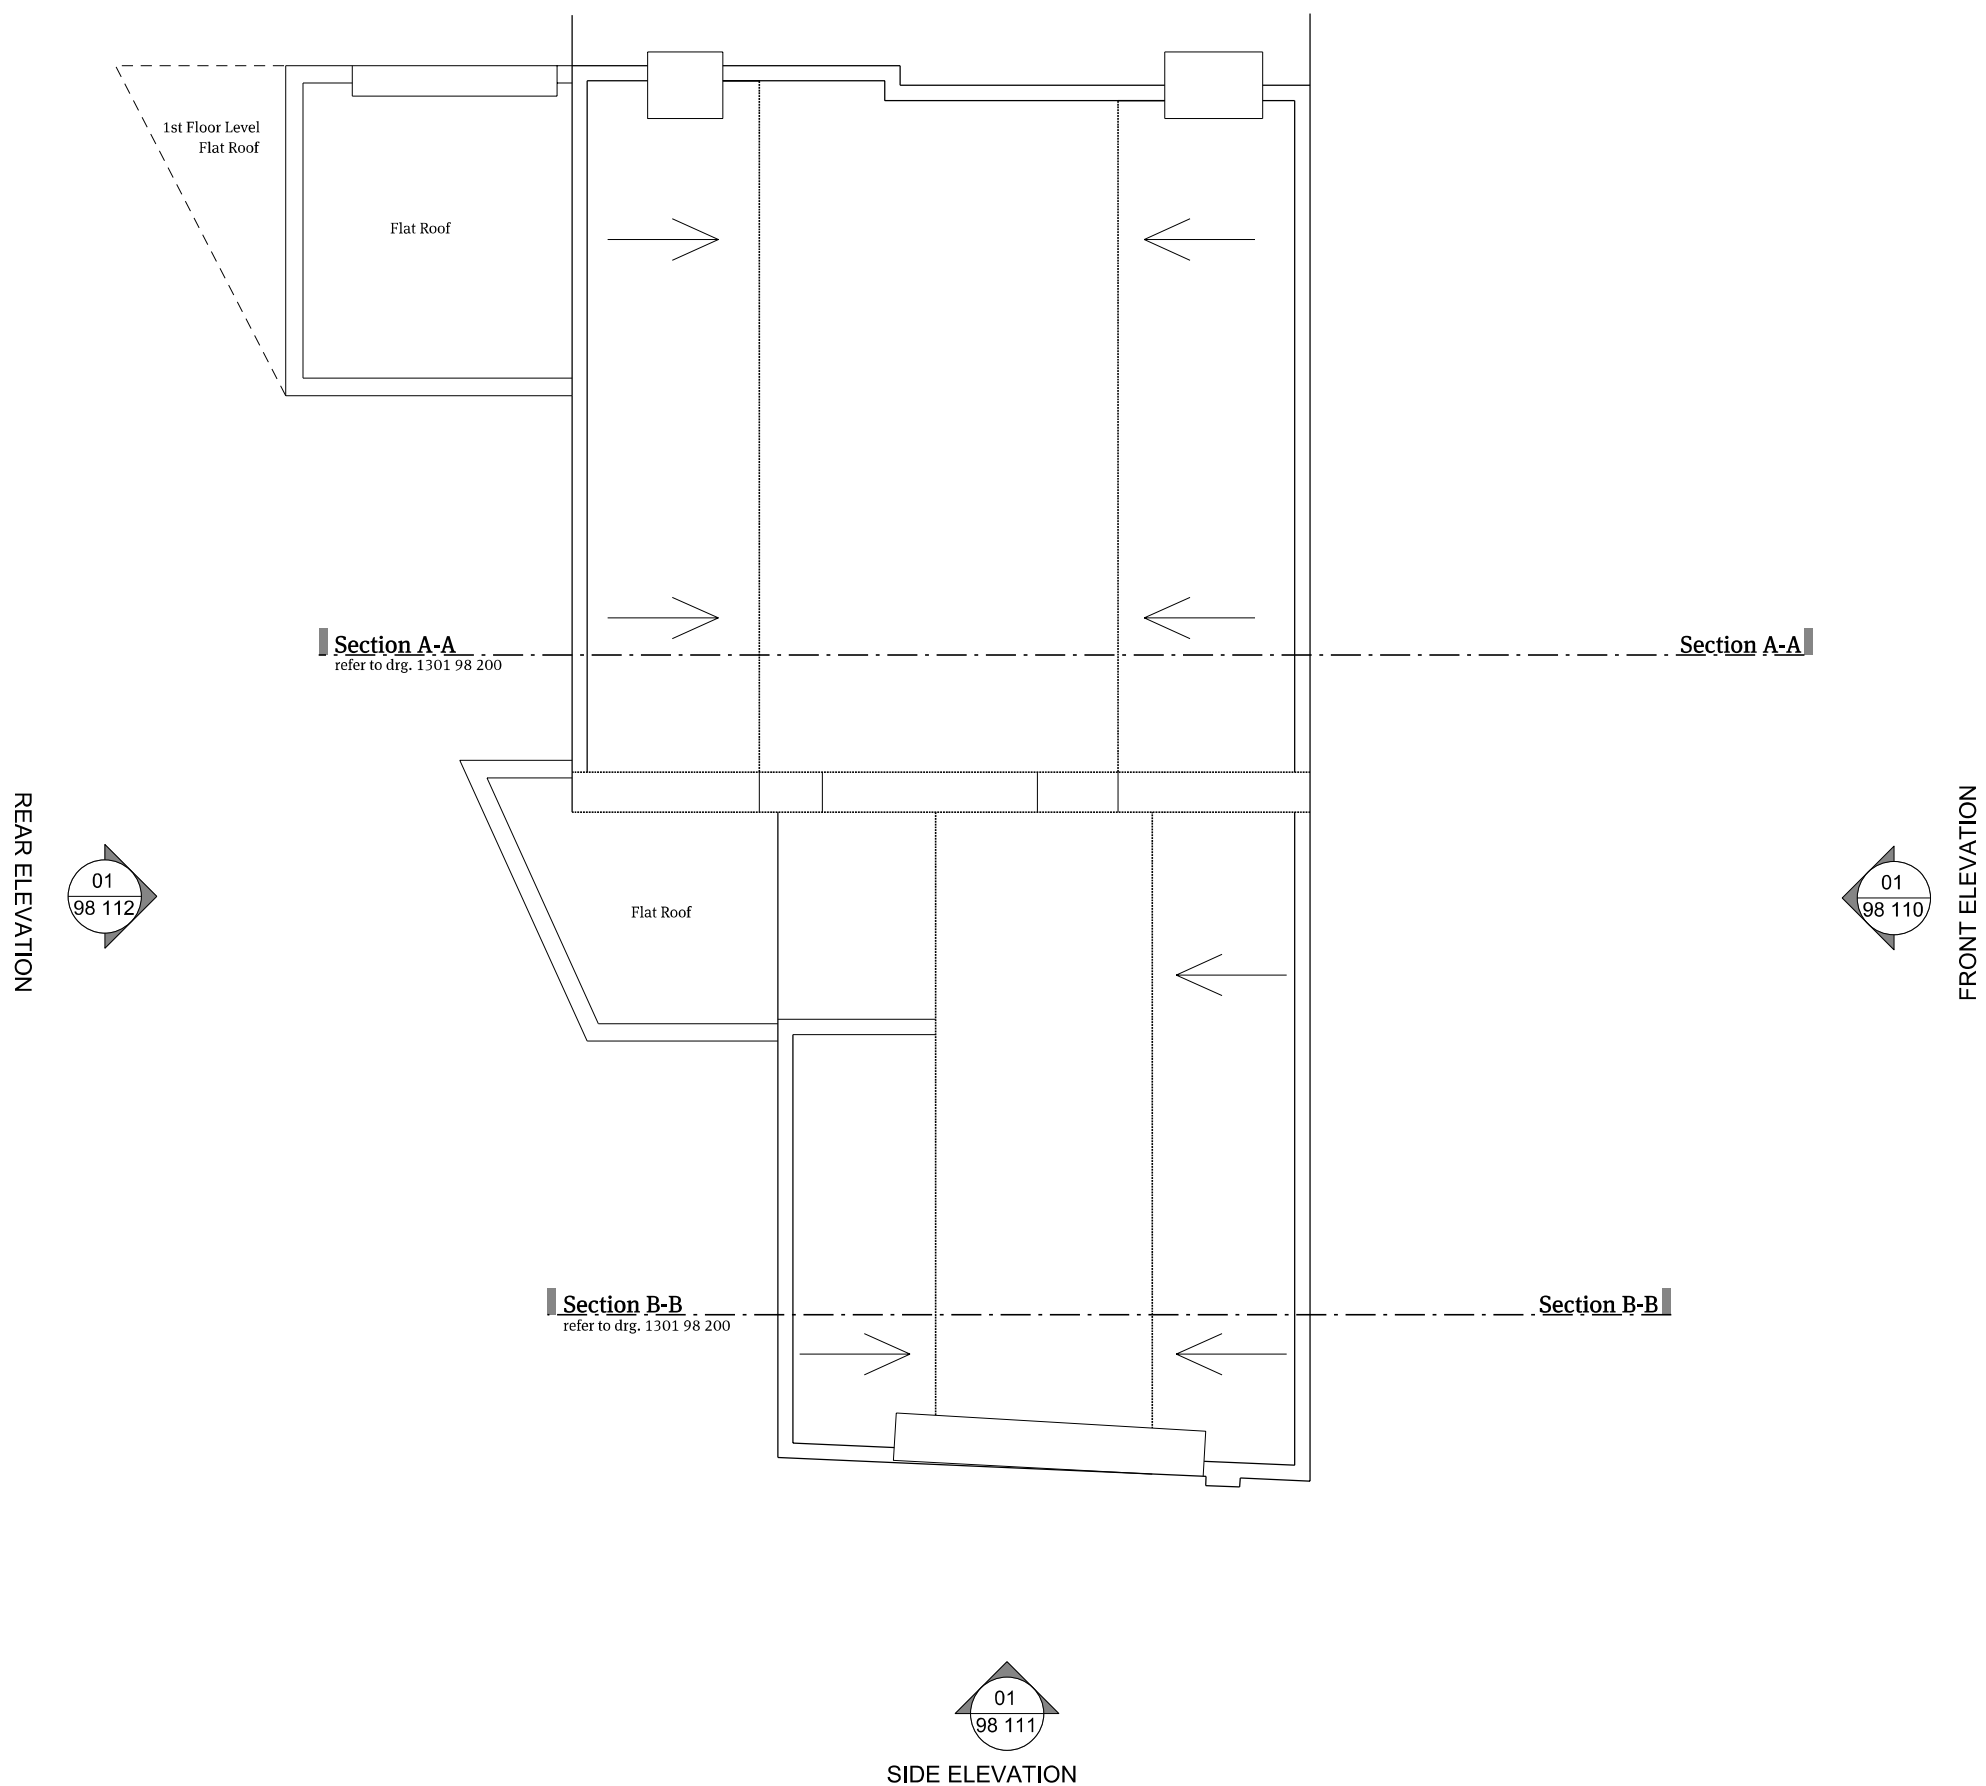 1st Floor Level
Flat Roof
Flat Roof
Section A-A
refer to drg. 1301 98 200
Section A-A
REAR ELEVATION
01
98 112
Flat Roof
01
98 110
FRONT ELEVATION
Section B-B
refer to drg. 1301 98 200
Section B-B
01
98 111
SIDE ELEVATION